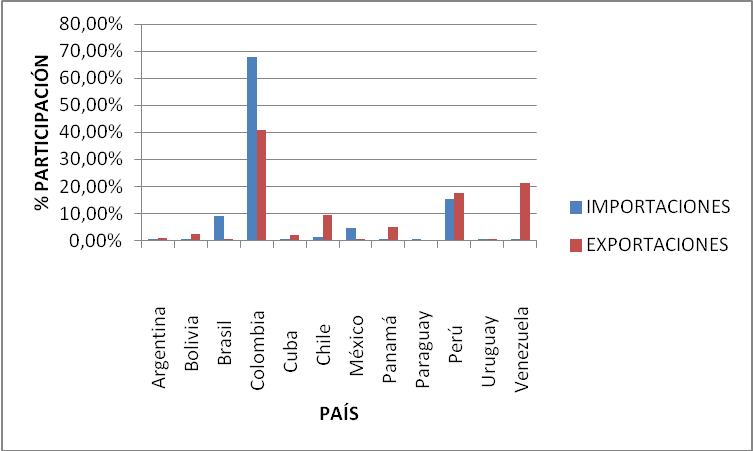 80,00%
70,00%
60,00%
50,00%
40,00%
30,00%
20,00%
10,00%
0,00%
% PARTICIPACIÓN
Argentina
Bolivia
Brasil
Colombia
Cuba
Chile
México
Panamá
Paraguay
Perú
Uruguay
Venezuela
PAÍS
IMPORTACIONES
EXPORTACIONES